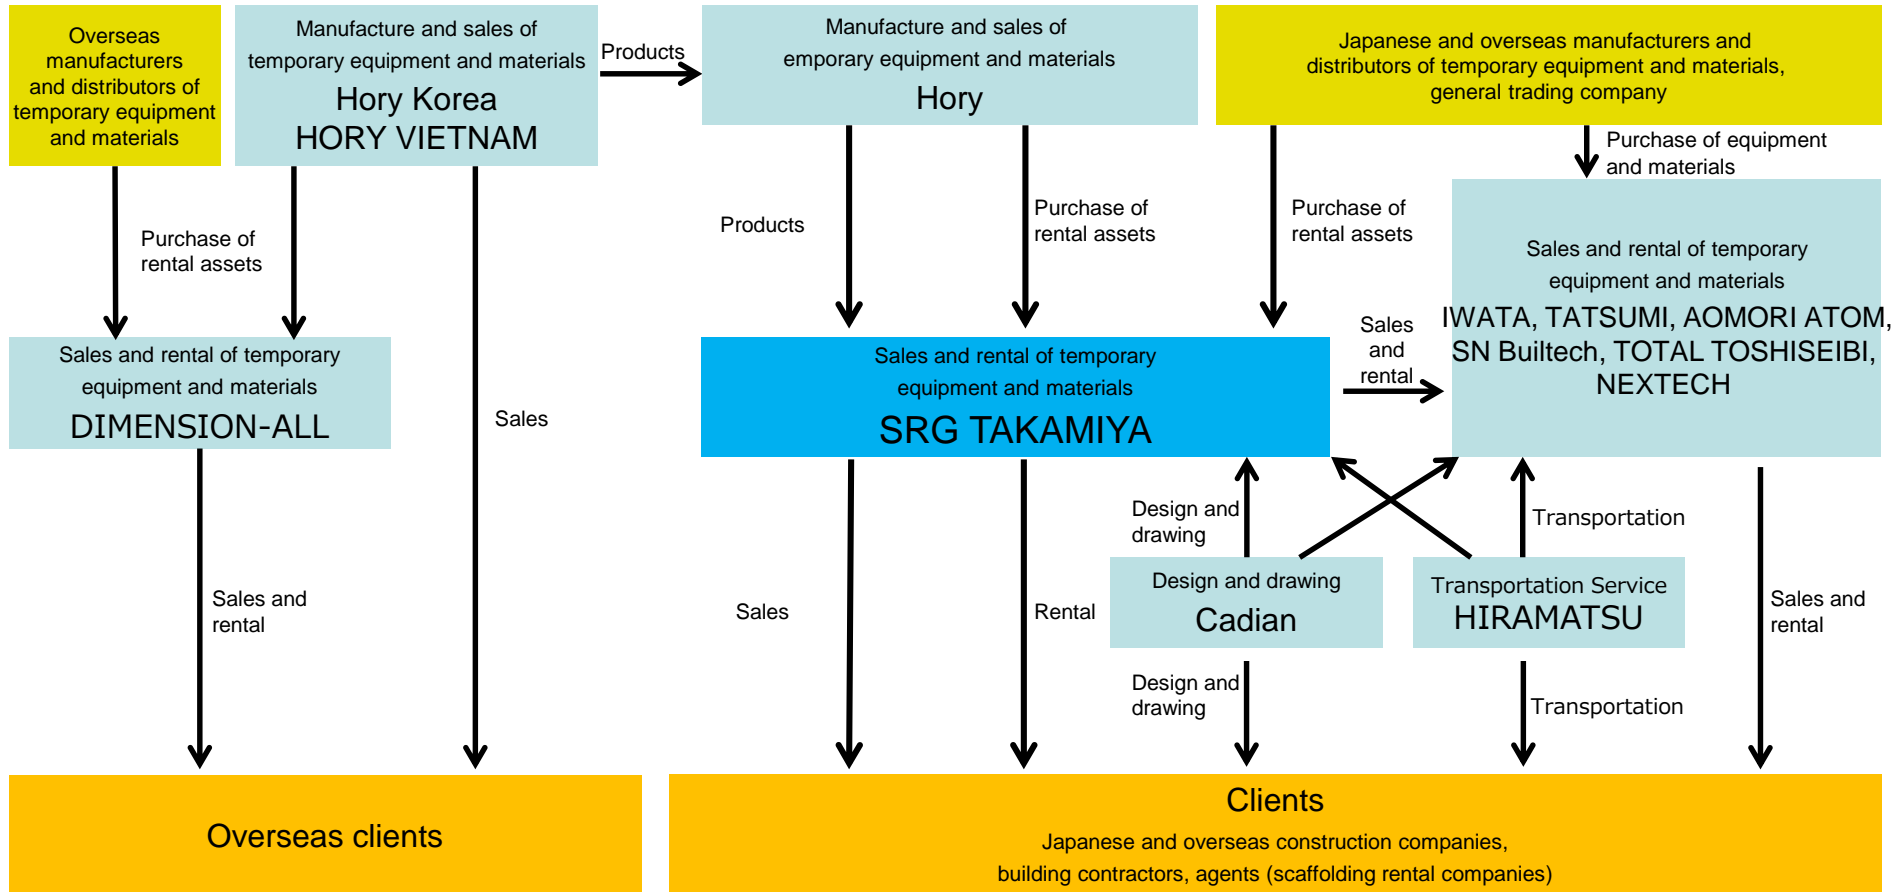 Overseas
manufacturers
and distributors of
temporary equipment
and materials
Manufacture and sales of
temporary equipment and materials
Hory Korea
HORY VIETNAM
Products
Manufacture and sales of
emporary equipment and materials
Hory
Japanese and overseas manufacturers and
distributors of temporary equipment and materials,
general trading company
Purchase of equipment
and materials
Purchase of
rental assets
Products
Purchase of
rental assets
Purchase of
rental assets
Sales and rental of temporary
equipment and materials
IWATA, TATSUMI, AOMORI ATOM,
SN Builtech, TOTAL TOSHISEIBI,
NEXTECH
Sales
and
rental
Sales and rental of temporary
equipment and materials
DIMENSION-ALL
Sales
Sales and rental of temporary
equipment and materials
SRG TAKAMIYA
Design and
drawing
Transportation
Sales and
rental
Sales
Rental
Design and drawing
Cadian
Transportation Service
HIRAMATSU
Sales and
rental
Design and
drawing
Transportation
Overseas clients
Clients
Japanese and overseas construction companies,
building contractors, agents (scaffolding rental companies)